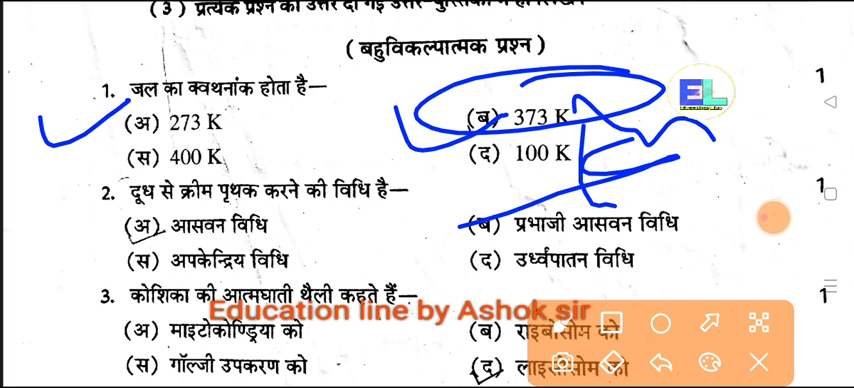 (3) प्रत्येक प्रश्न का उत्तर दी गई उत्तर-पुस्तिका में ही लिखिए
( बहुविकल्पात्मक प्रश्न )
1. जल का क्वथनांक होता है— 1
(अ) 273 K (ब) 373 K
(स) 400 K (द) 100 K
2. दूध से क्रीम पृथक करने की विधि है— 1
(अ) आसवन विधि (ब) प्रभाजी आसवन विधि
(स) अपकेन्द्रिय विधि (द) उर्ध्वपातन विधि
3. कोशिका की आत्मघाती थैली कहते हैं— 1
Education line by Ashok sir
(अ) माइटोकोण्ड्रिया को (ब) राइबोसोम को
(स) गॉल्जी उपकरण को (द) लाइसोसोम को
EL